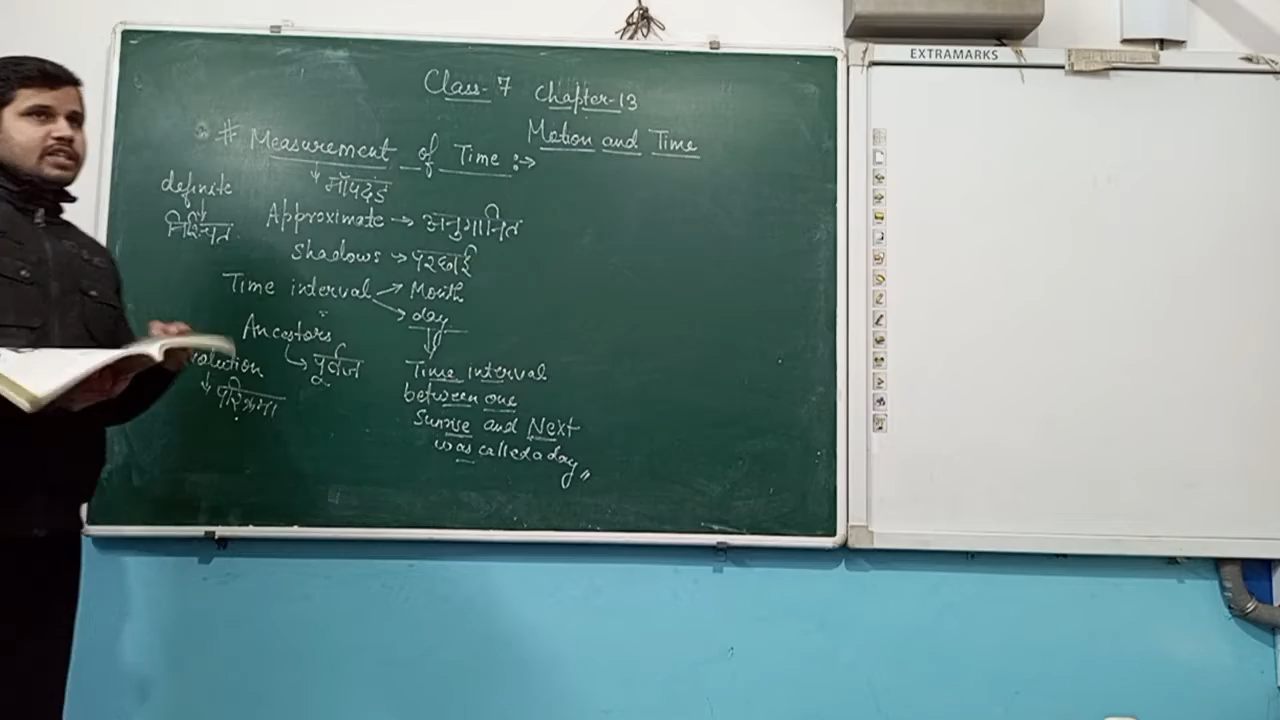 EXTRAMARKS
Class-7 Chapter-13
Motion and Time
# Measurement of Time :→
↓ मॉपदंड
definite
↓
निश्चित
Approximate → अनुमानित
Shadows → परछाई
Time interval → Month
→ day
Ancestors
↳ पूर्वज
↓
परिक्रमा
Time interval
between one
Sunrise and Next
was called a day,,